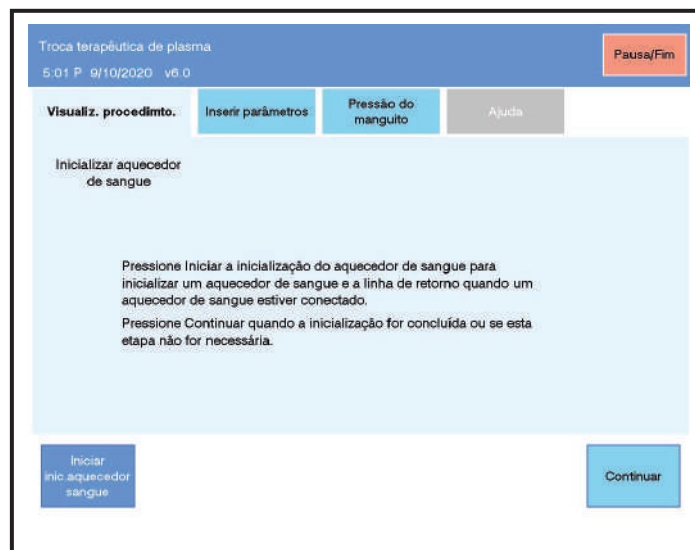 Troca terapêutica de plasma
5:01 P 9/10/2020 v6.0
Pausa/Fim
Visualiz. procedimto.
Inserir parâmetros
Pressão do
manguito
Ajuda
Inicializar aquecedor
de sangue
Pressione Iniciar a inicialização do aquecedor de sangue para
inicializar um aquecedor de sangue e a linha de retorno quando um
aquecedor de sangue estiver conectado.
Pressione Continuar quando a inicialização for concluída ou se esta
etapa não for necessária.
Iniciar
inic.aquecedor
sangue
Continuar